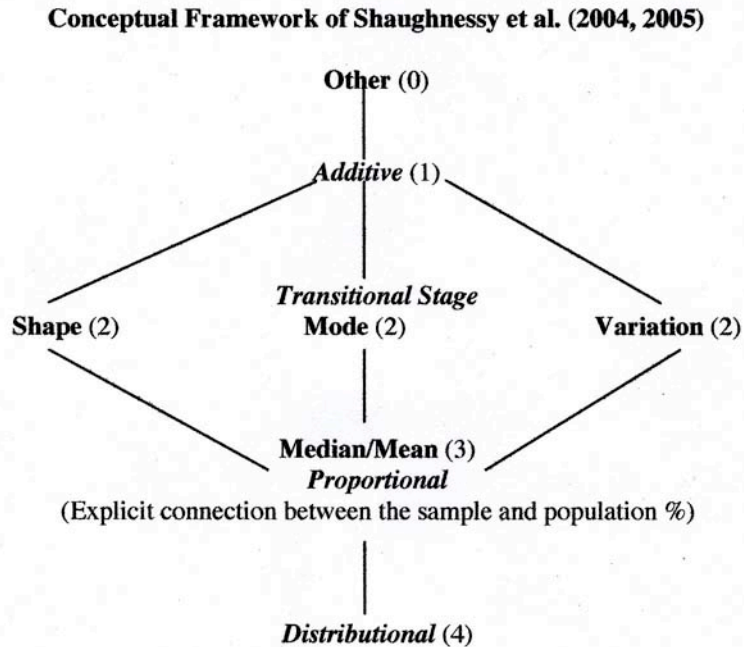 Conceptual Framework of Shaughnessy et al. (2004, 2005)
Other (0)
Additive (1)
Transitional Stage
Shape (2) Mode (2) Variation (2)
Median/Mean (3)
Proportional
(Explicit connection between the sample and population %)
Distributional (4)